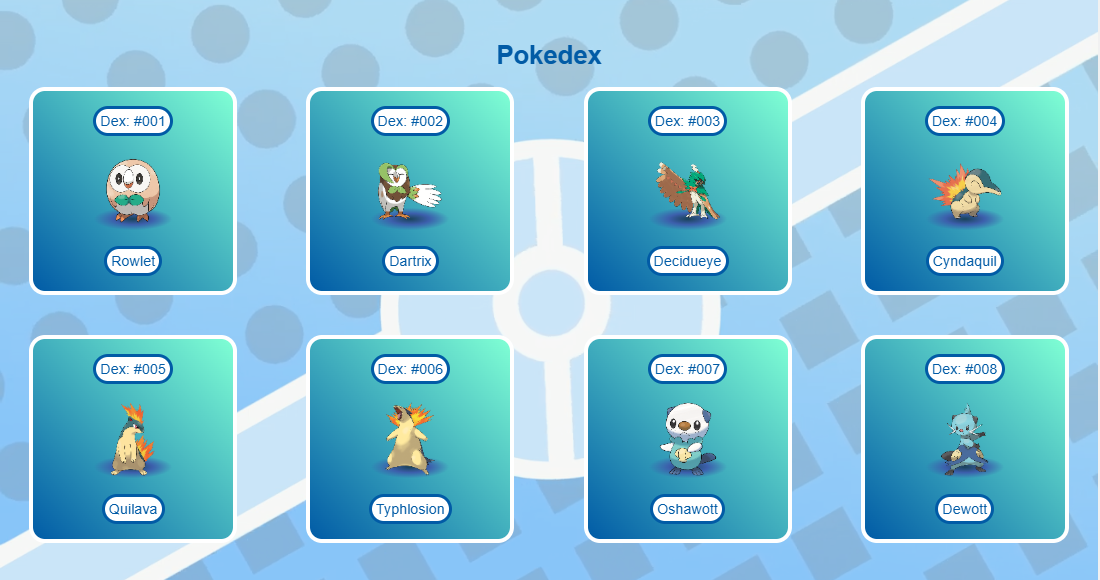 Pokedex
Dex: #001
Rowlet
Dex: #002
Dartrix
Dex: #003
Decidueye
Dex: #004
Cyndaquil
Dex: #005
Quilava
Dex: #006
Typhlosion
Dex: #007
Oshawott
Dex: #008
Dewott